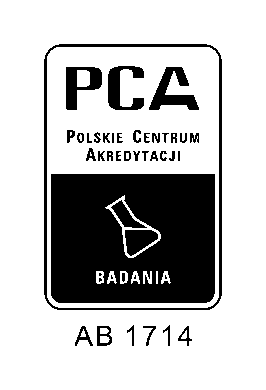 PCA
POLSKIE CENTRUM
AKREDYTACJI
BADANIA
AB 1714